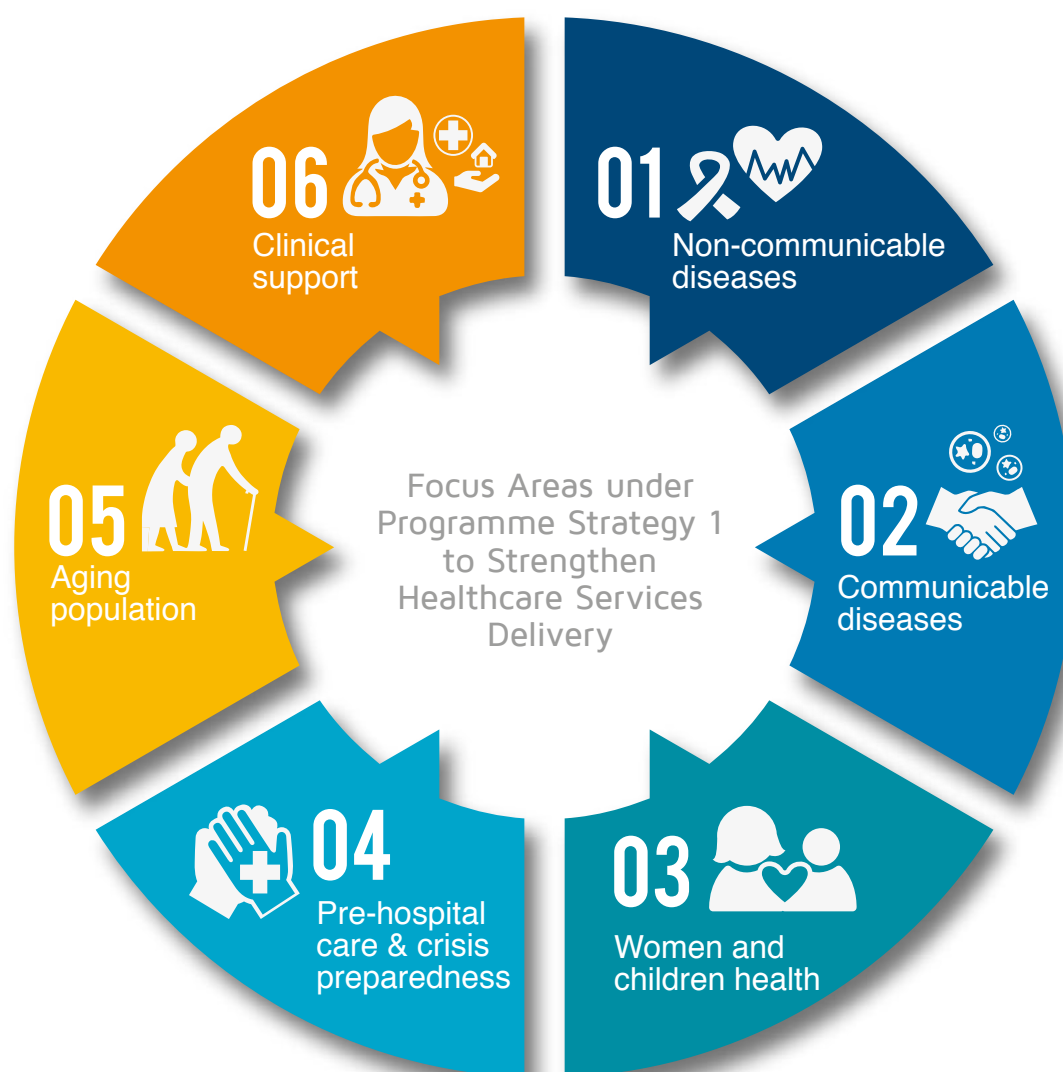 Focus Areas under
Programme Strategy 1
to Strengthen
Healthcare Services
Delivery
01
Non-communicable
diseases
02
Communicable
diseases
03
Women and
children health
04
Pre-hospital
care & crisis
preparedness
05
Aging
population
06
Clinical
support